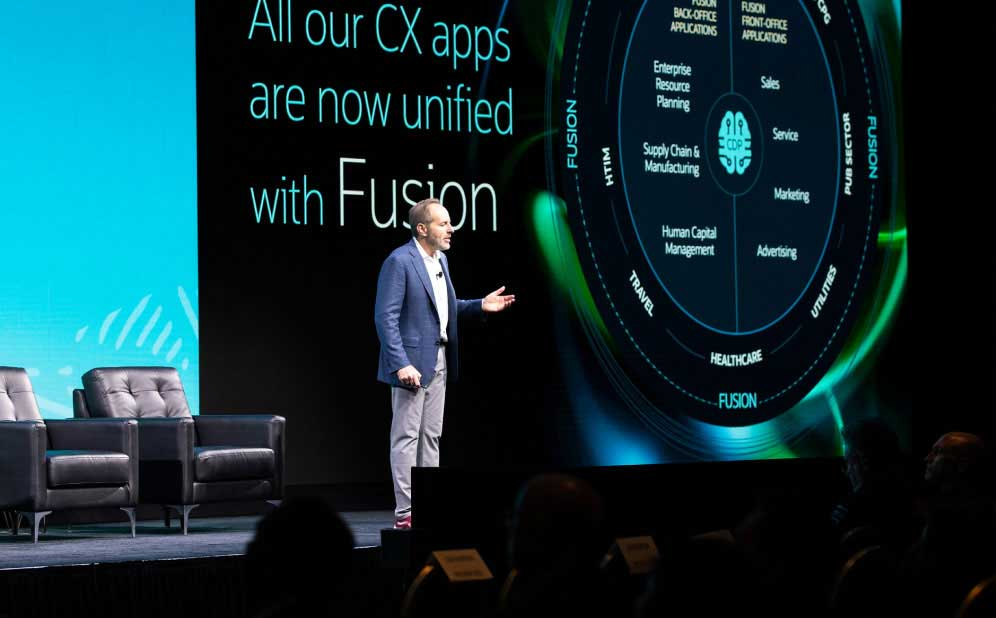 All our CX apps
are now unified
with Fusion
FUSION
BACK-OFFICE
APPLICATIONS
FUSION
FRONT-OFFICE
APPLICATIONS
CPG
Enterprise
Resource
Planning
Sales
FUSION
FUSION
HTIM
PUB SECTOR
CDP
Service
Supply Chain &
Manufacturing
Marketing
Human Capital
Management
Advertising
TRAVEL
UTILITIES
HEALTHCARE
FUSION